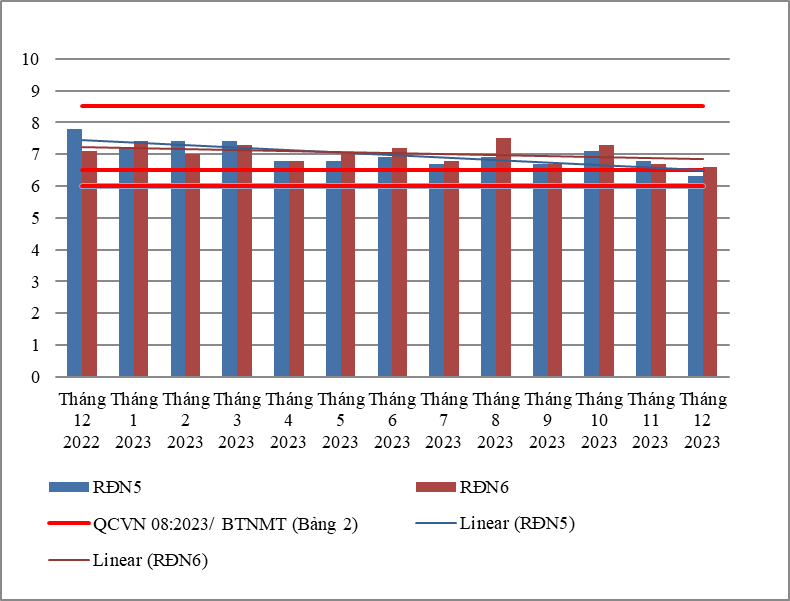 10
9
8
7
6
5
4
3
2
1
0
Tháng 12 2022
Tháng 1 2023
Tháng 2 2023
Tháng 3 2023
Tháng 4 2023
Tháng 5 2023
Tháng 6 2023
Tháng 7 2023
Tháng 8 2023
Tháng 9 2023
Tháng 10 2023
Tháng 11 2023
Tháng 12 2023
RĐN5
RĐN6
QCVN 08:2023/ BTNMT (Bảng 2)
Linear (RĐN5)
Linear (RĐN6)